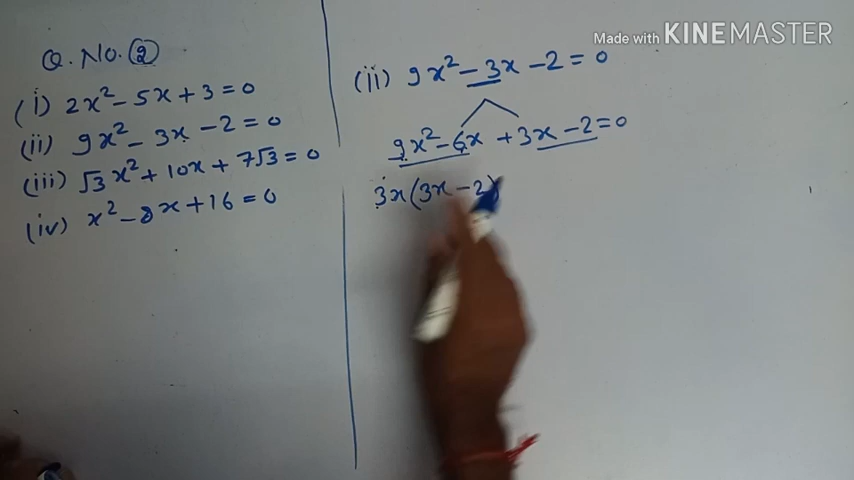 Made with KINEMASTER
Q. No. (2)
(i) 2x² - 5x + 3 = 0
(ii) 9x² - 3x - 2 = 0
(iii) √3 x² + 10x + 7√3 = 0
(iv) x² - 8x + 16 = 0
(ii) 9x² - 3x - 2 = 0
9x² - 6x + 3x - 2 = 0
3x(3x - 2)